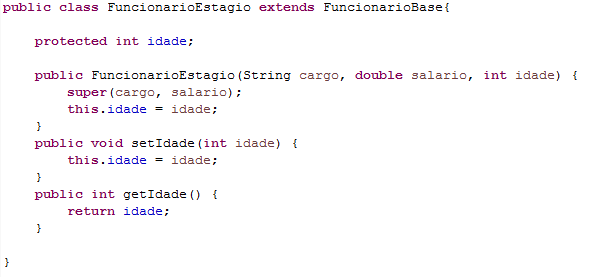 public class FuncionarioEstagio extends FuncionarioBase{
protected int idade;
public FuncionarioEstagio(String cargo, double salario, int idade) {
super(cargo, salario);
this.idade = idade;
}
public void setIdade(int idade) {
this.idade = idade;
}
public int getIdade() {
return idade;
}
}